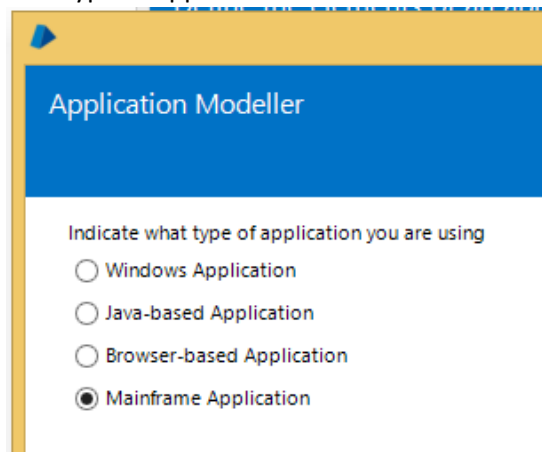 Application Modeller
Indicate what type of application you are using
Windows Application
Java-based Application
Browser-based Application
Mainframe Application